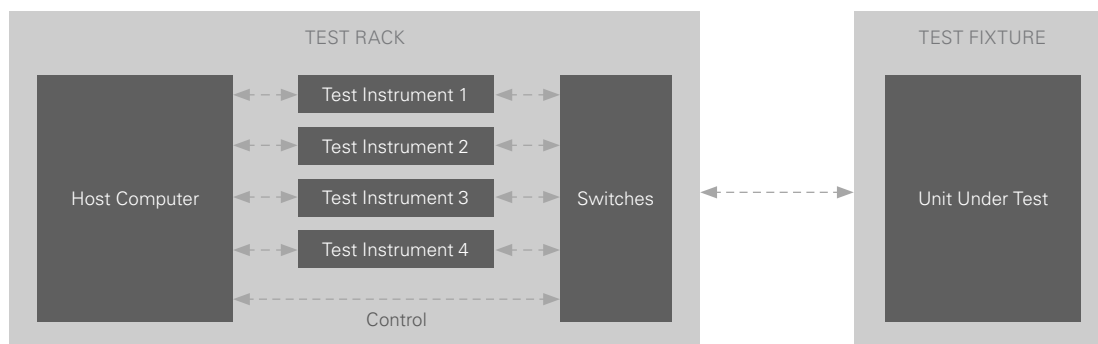 TEST RACK
TEST FIXTURE
Host Computer
Test Instrument 1
Test Instrument 2
Test Instrument 3
Test Instrument 4
Switches
Control
Unit Under Test